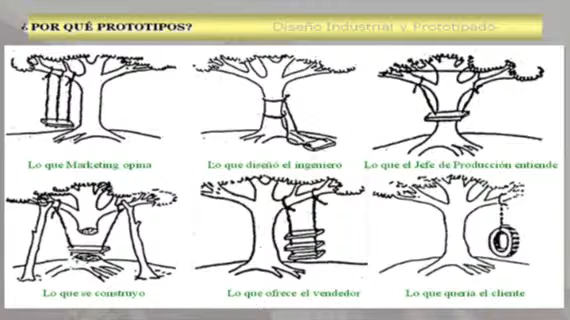 ¿POR QUÉ PROTOTIPOS?
Diseño Industrial y Prototipado
Lo que Marketing opina
Lo que diseñó el ingeniero
Lo que el Jefe de Producción entiende
Lo que se construyo
Lo que ofrece el vendedor
Lo que quería el cliente